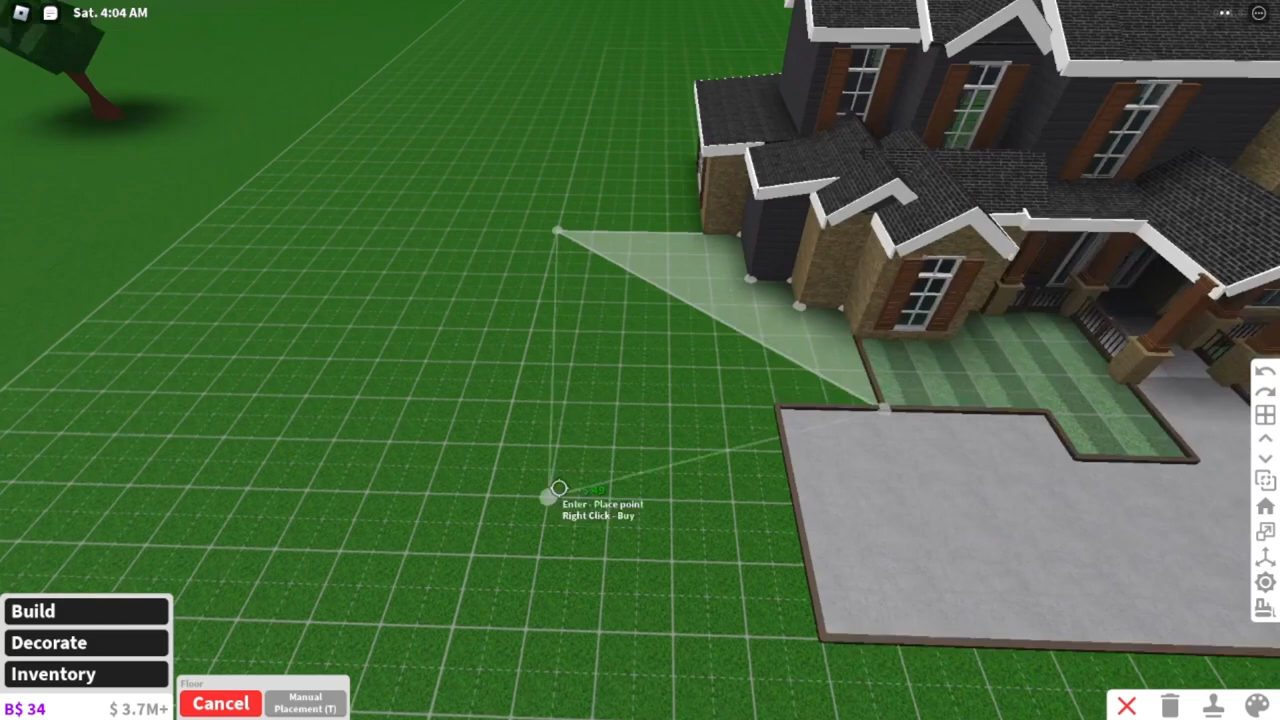 Sat. 4:04 AM
Enter - Place point
Right Click - Buy
Build
Decorate
Inventory
B$ 34
$ 3.7M+
Floor
Cancel
Manual
Placement (T)